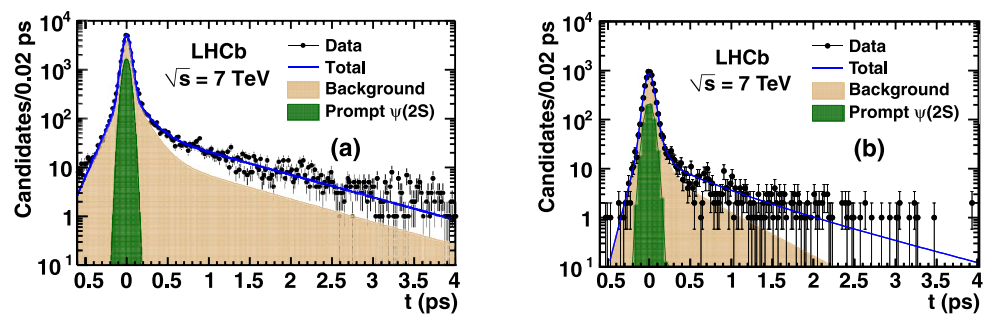 Candidates/0.02 ps
10⁴
10³
10²
10
1
10⁻¹
LHCb
√s = 7 TeV
Data
Total
Background
Prompt ψ(2S)
(a)
0.5 0 0.5 1 1.5 2 2.5 3 3.5 4
t (ps)
Candidates/0.02 ps
10⁴
10³
10²
10
1
10⁻¹
LHCb
√s = 7 TeV
Data
Total
Background
Prompt ψ(2S)
(b)
0.5 0 0.5 1 1.5 2 2.5 3 3.5 4
t (ps)